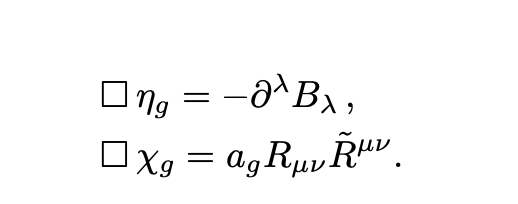 □ η_g = −∂^λ B_λ ,
□ χ_g = a_g R_{μν} R̃^{μν}.